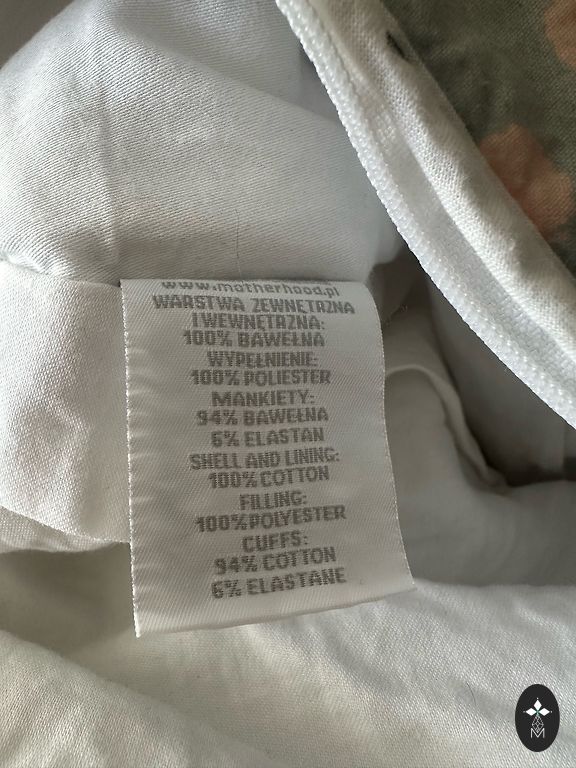 www.motherhood.pl
WARSTWA ZEWNĘTRZNA
I WEWNĘTRZNA:
100% BAWEŁNA
WYPEŁNIENIE:
100% POLIESTER
MANKIETY:
94% BAWEŁNA
6% ELASTAN
SHELL AND LINING:
100% COTTON
FILLING:
100% POLYESTER
CUFFS:
94% COTTON
6% ELASTANE
M